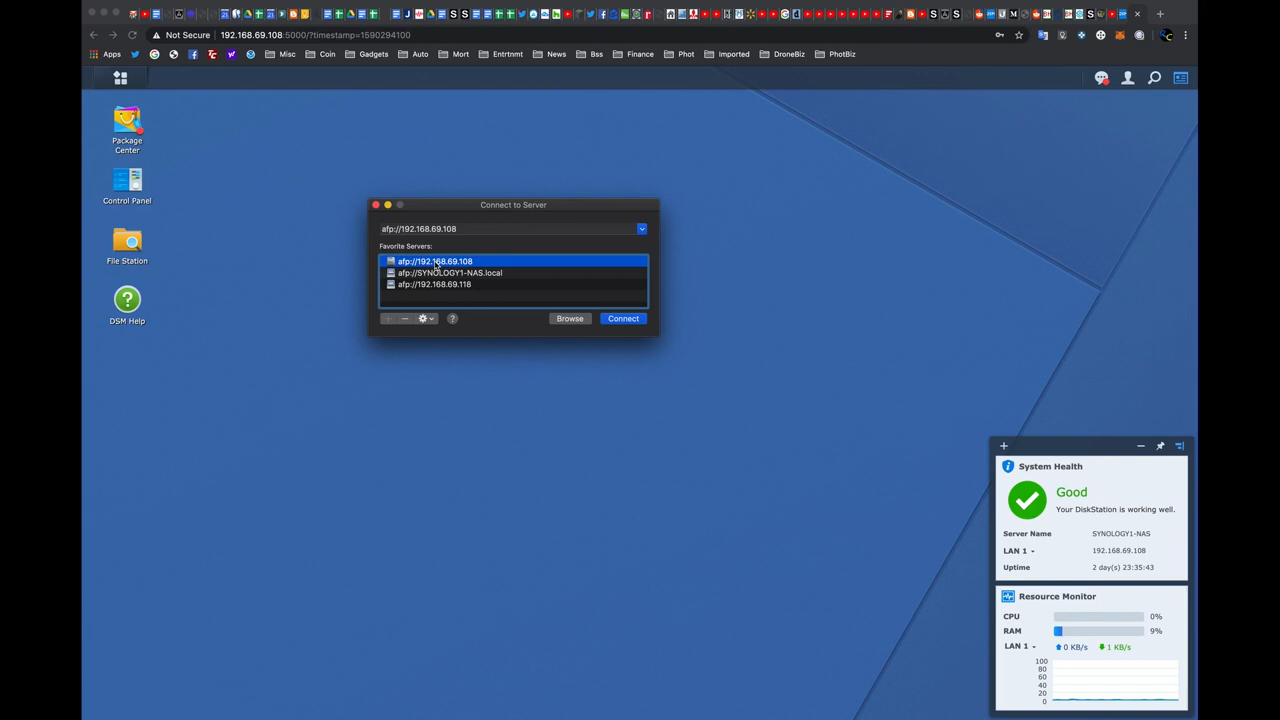 Not Secure 192.168.69.108:5000/?timestamp=1590294100
Apps Misc Coin Gadgets Auto Mort Entrtmnt News Bss Finance Phot Imported DroneBiz PhotBiz
Package
Center
Control Panel
File Station
DSM Help
Connect to Server
afp://192.168.69.108
Favorite Servers:
afp://192.168.69.108
afp://SYNOLOGY1-NAS.local
afp://192.168.69.118
Browse Connect
System Health
Good
Your DiskStation is working well.
Server Name SYNOLOGY1-NAS
LAN 1 192.168.69.108
Uptime 2 day(s) 23:35:43
Resource Monitor
CPU 0%
RAM 9%
LAN 1 0 KB/s 1 KB/s
100
80
60
40
20
0